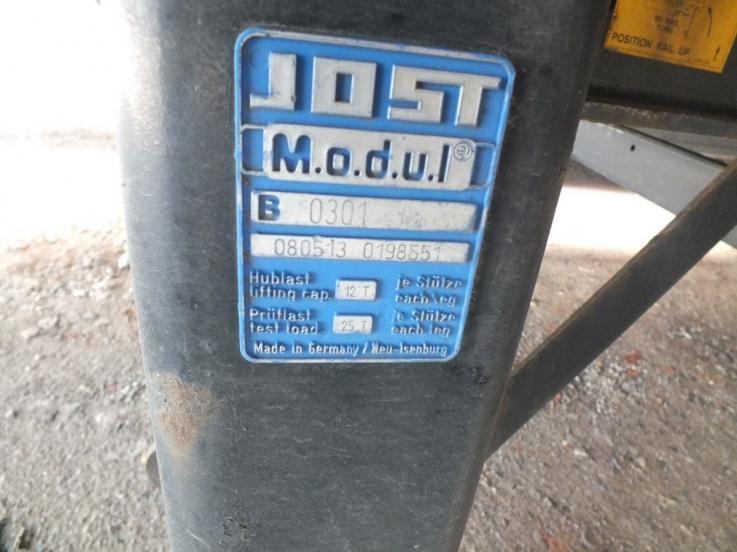 JOST
M.o.d.u.l®
B 0301
080513 0198551
Hublast 12 T je Stütze
lifting cap. each leg
Prüflast 25 T je Stütze
test load each leg
Made in Germany / Neu-Isenburg
POSITION RAIL UP